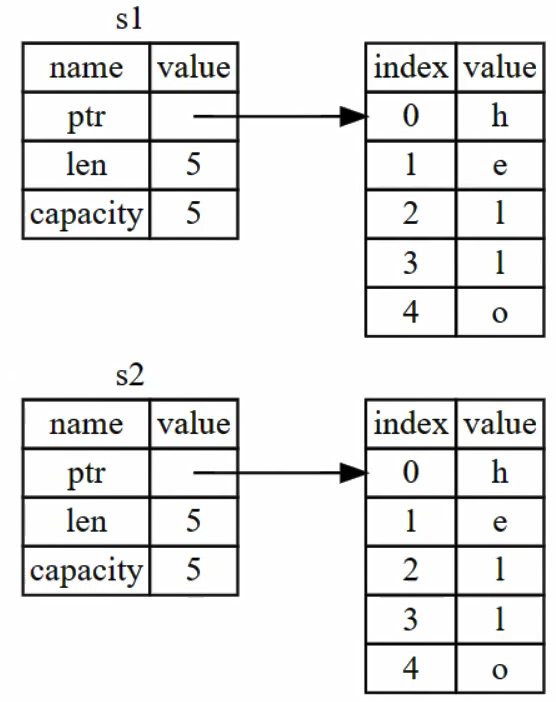 s1
name value
ptr
len 5
capacity 5
index value
0 h
1 e
2 l
3 l
4 o
s2
name value
ptr
len 5
capacity 5
index value
0 h
1 e
2 l
3 l
4 o